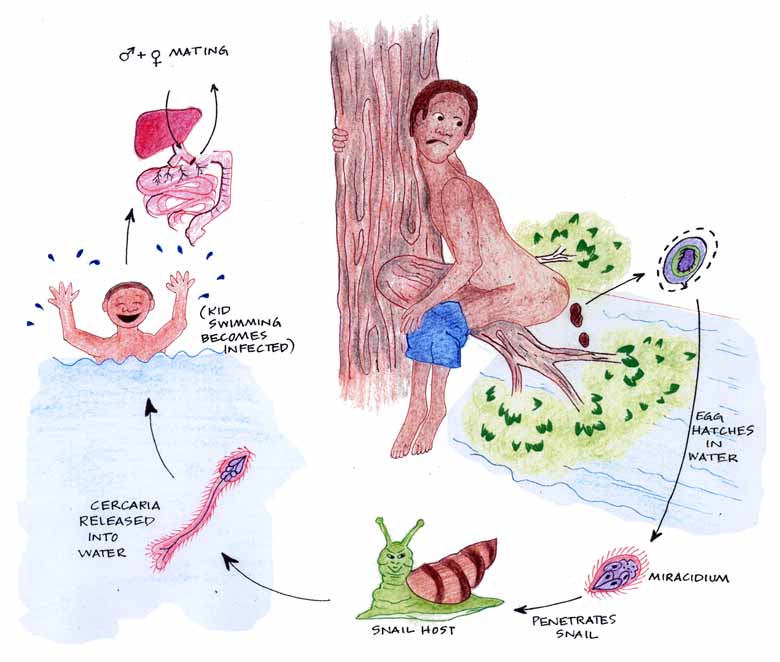 ♂ + ♀ MATING
(KID
SWIMMING
BECOMES
INFECTED)
EGG
HATCHES
IN
WATER
MIRACIDIUM
PENETRATES
SNAIL
SNAIL HOST
CERCARIA
RELEASED
INTO
WATER